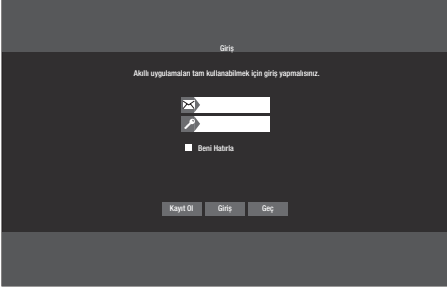 Giriş
Akıllı uygulamaları tam kullanabilmek için giriş yapmalısınız.
Beni Hatırla
Kayıt Ol Giriş Geç